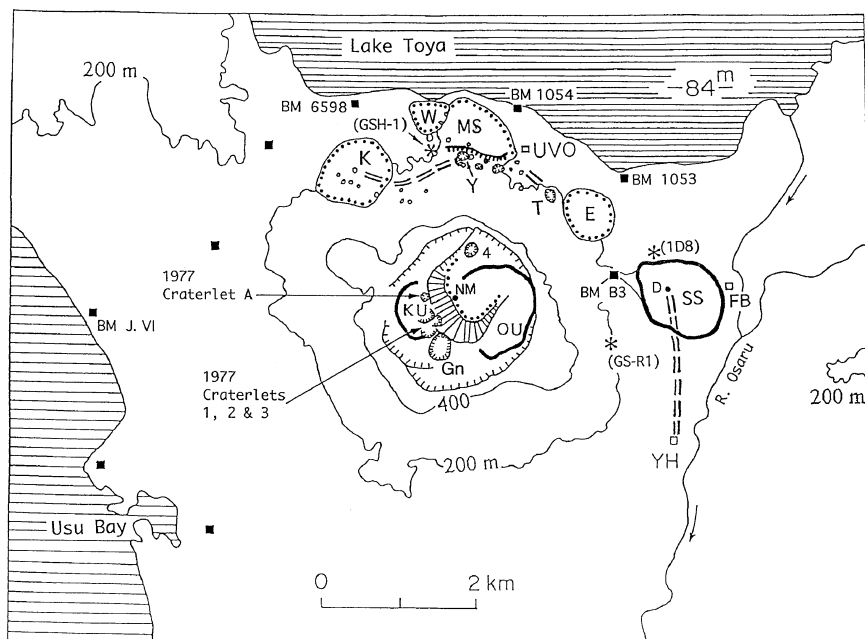 Lake Toya
200 m
84m
BM 6598
BM 1054
W
(GSH-1)
MS
UVO
K
Y
BM 1053
T
E
(1D8)
4
1977
Craterlet A
NM
BM B3
D
SS
FB
KU
BM J. VI
OU
(GS-R1)
Gn
1977
Craterlets
1, 2 & 3
R. Osaru
400
200 m
200 m
YH
Usu Bay
0
2 km